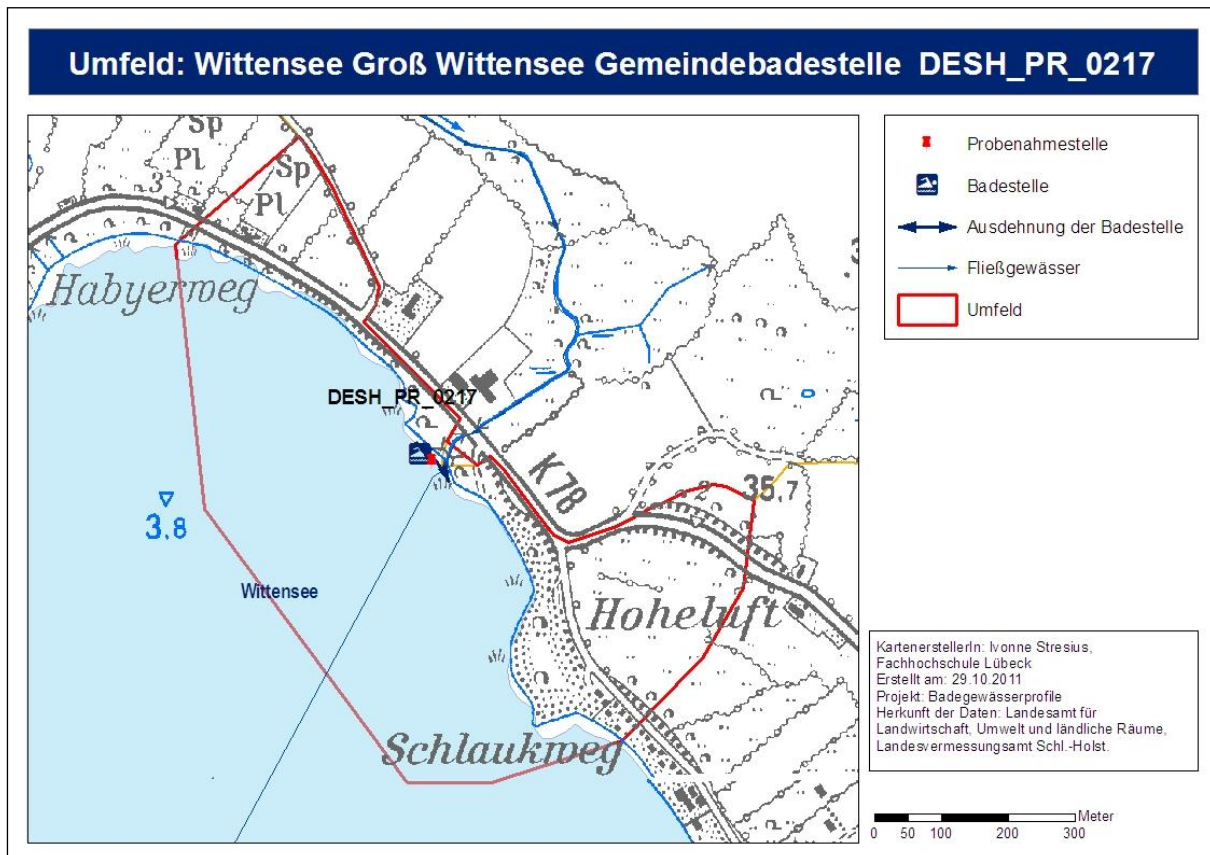 Umfeld: Wittensee Groß Wittensee Gemeindebadestelle DESH_PR_0217
Sp
Pl
3
Sp
Pl
Habyerweg
DESH_PR_0217
K 78
2
35,7
3,8
Wittensee
Hoheluft
Schlaukweg
Probenahmestelle
Badestelle
Ausdehnung der Badestelle
Fließgewässer
Umfeld
KartenerstellerIn: Ivonne Stresius,
Fachhochschule Lübeck
Erstellt am: 29.10.2011
Projekt: Badegewässerprofile
Herkunft der Daten: Landesamt für
Landwirtschaft, Umwelt und ländliche Räume,
Landesvermessungsamt Schl.-Holst.
Meter
0 50 100 200 300